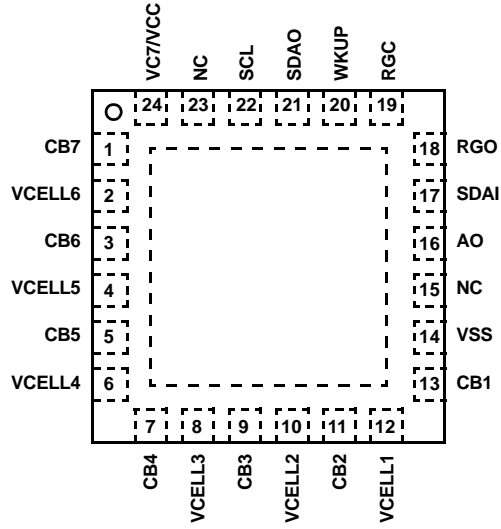 VC7/VCC
NC
SCL
SDAO
WKUP
RGC
24 23 22 21 20 19
CB7 1
VCELL6 2
CB6 3
VCELL5 4
CB5 5
VCELL4 6
18 RGO
17 SDAI
16 AO
15 NC
14 VSS
13 CB1
7 8 9 10 11 12
CB4
VCELL3
CB3
VCELL2
CB2
VCELL1